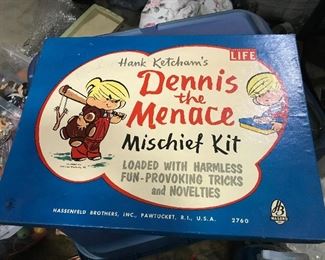 LIFE
Hank Ketcham's
Dennis
the
Menace
Mischief Kit
LOADED WITH HARMLESS
FUN-PROVOKING TRICKS
and NOVELTIES
HASSENFELD BROTHERS, INC., PAWTUCKET, R.I., U.S.A. 2760